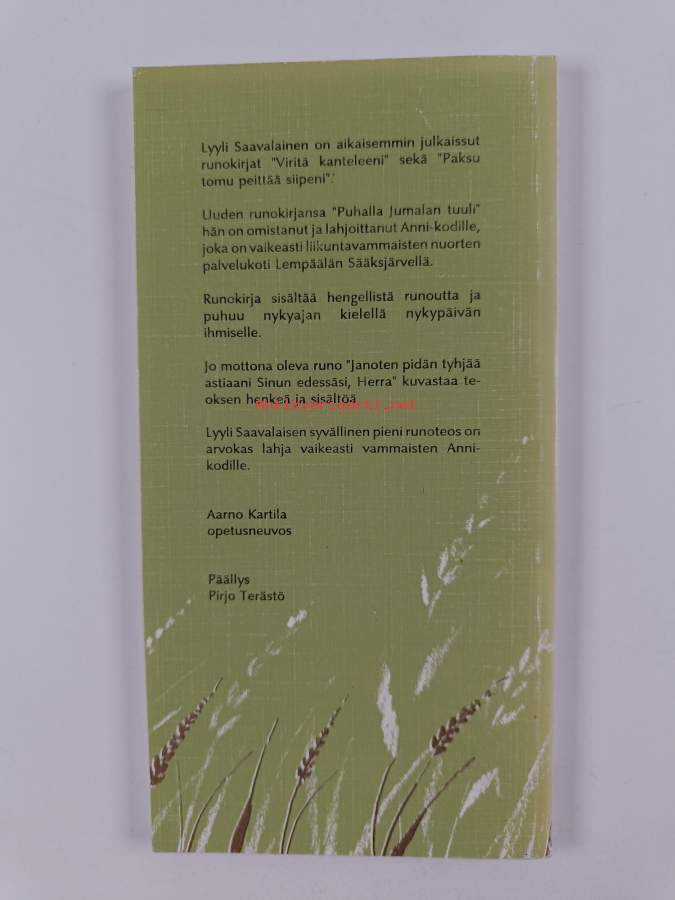 Lyyli Saavalainen on aikaisemmin julkaissut
runokirjat "Viritä kanteleeni" sekä "Paksu
tomu peittää siipeni".
Uuden runokirjansa "Puhalla Jumalan tuuli"
hän on omistanut ja lahjoittanut Anni-kodille,
joka on vaikeasti liikuntavammaisten nuorten
palvelukoti Lempäälän Sääksjärvellä.
Runokirja sisältää hengellistä runoutta ja
puhuu nykyajan kielellä nykypäivän
ihmiselle.
Jo mottona oleva runo "Janoten pidän tyhjää
astiaani Sinun edessäsi, Herra" kuvastaa te-
oksen henkeä ja sisältöä.
Antikvariaatti.net
Lyyli Saavalaisen syvällinen pieni runoteos on
arvokas lahja vaikeasti vammaisten Anni-
kodille.
Aarno Kartila
opetusneuvos
Päällys
Pirjo Terästö